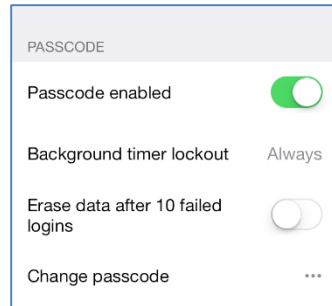 PASSCODE
Passcode enabled
Background timer lockout Always
Erase data after 10 failed
logins
Change passcode ...